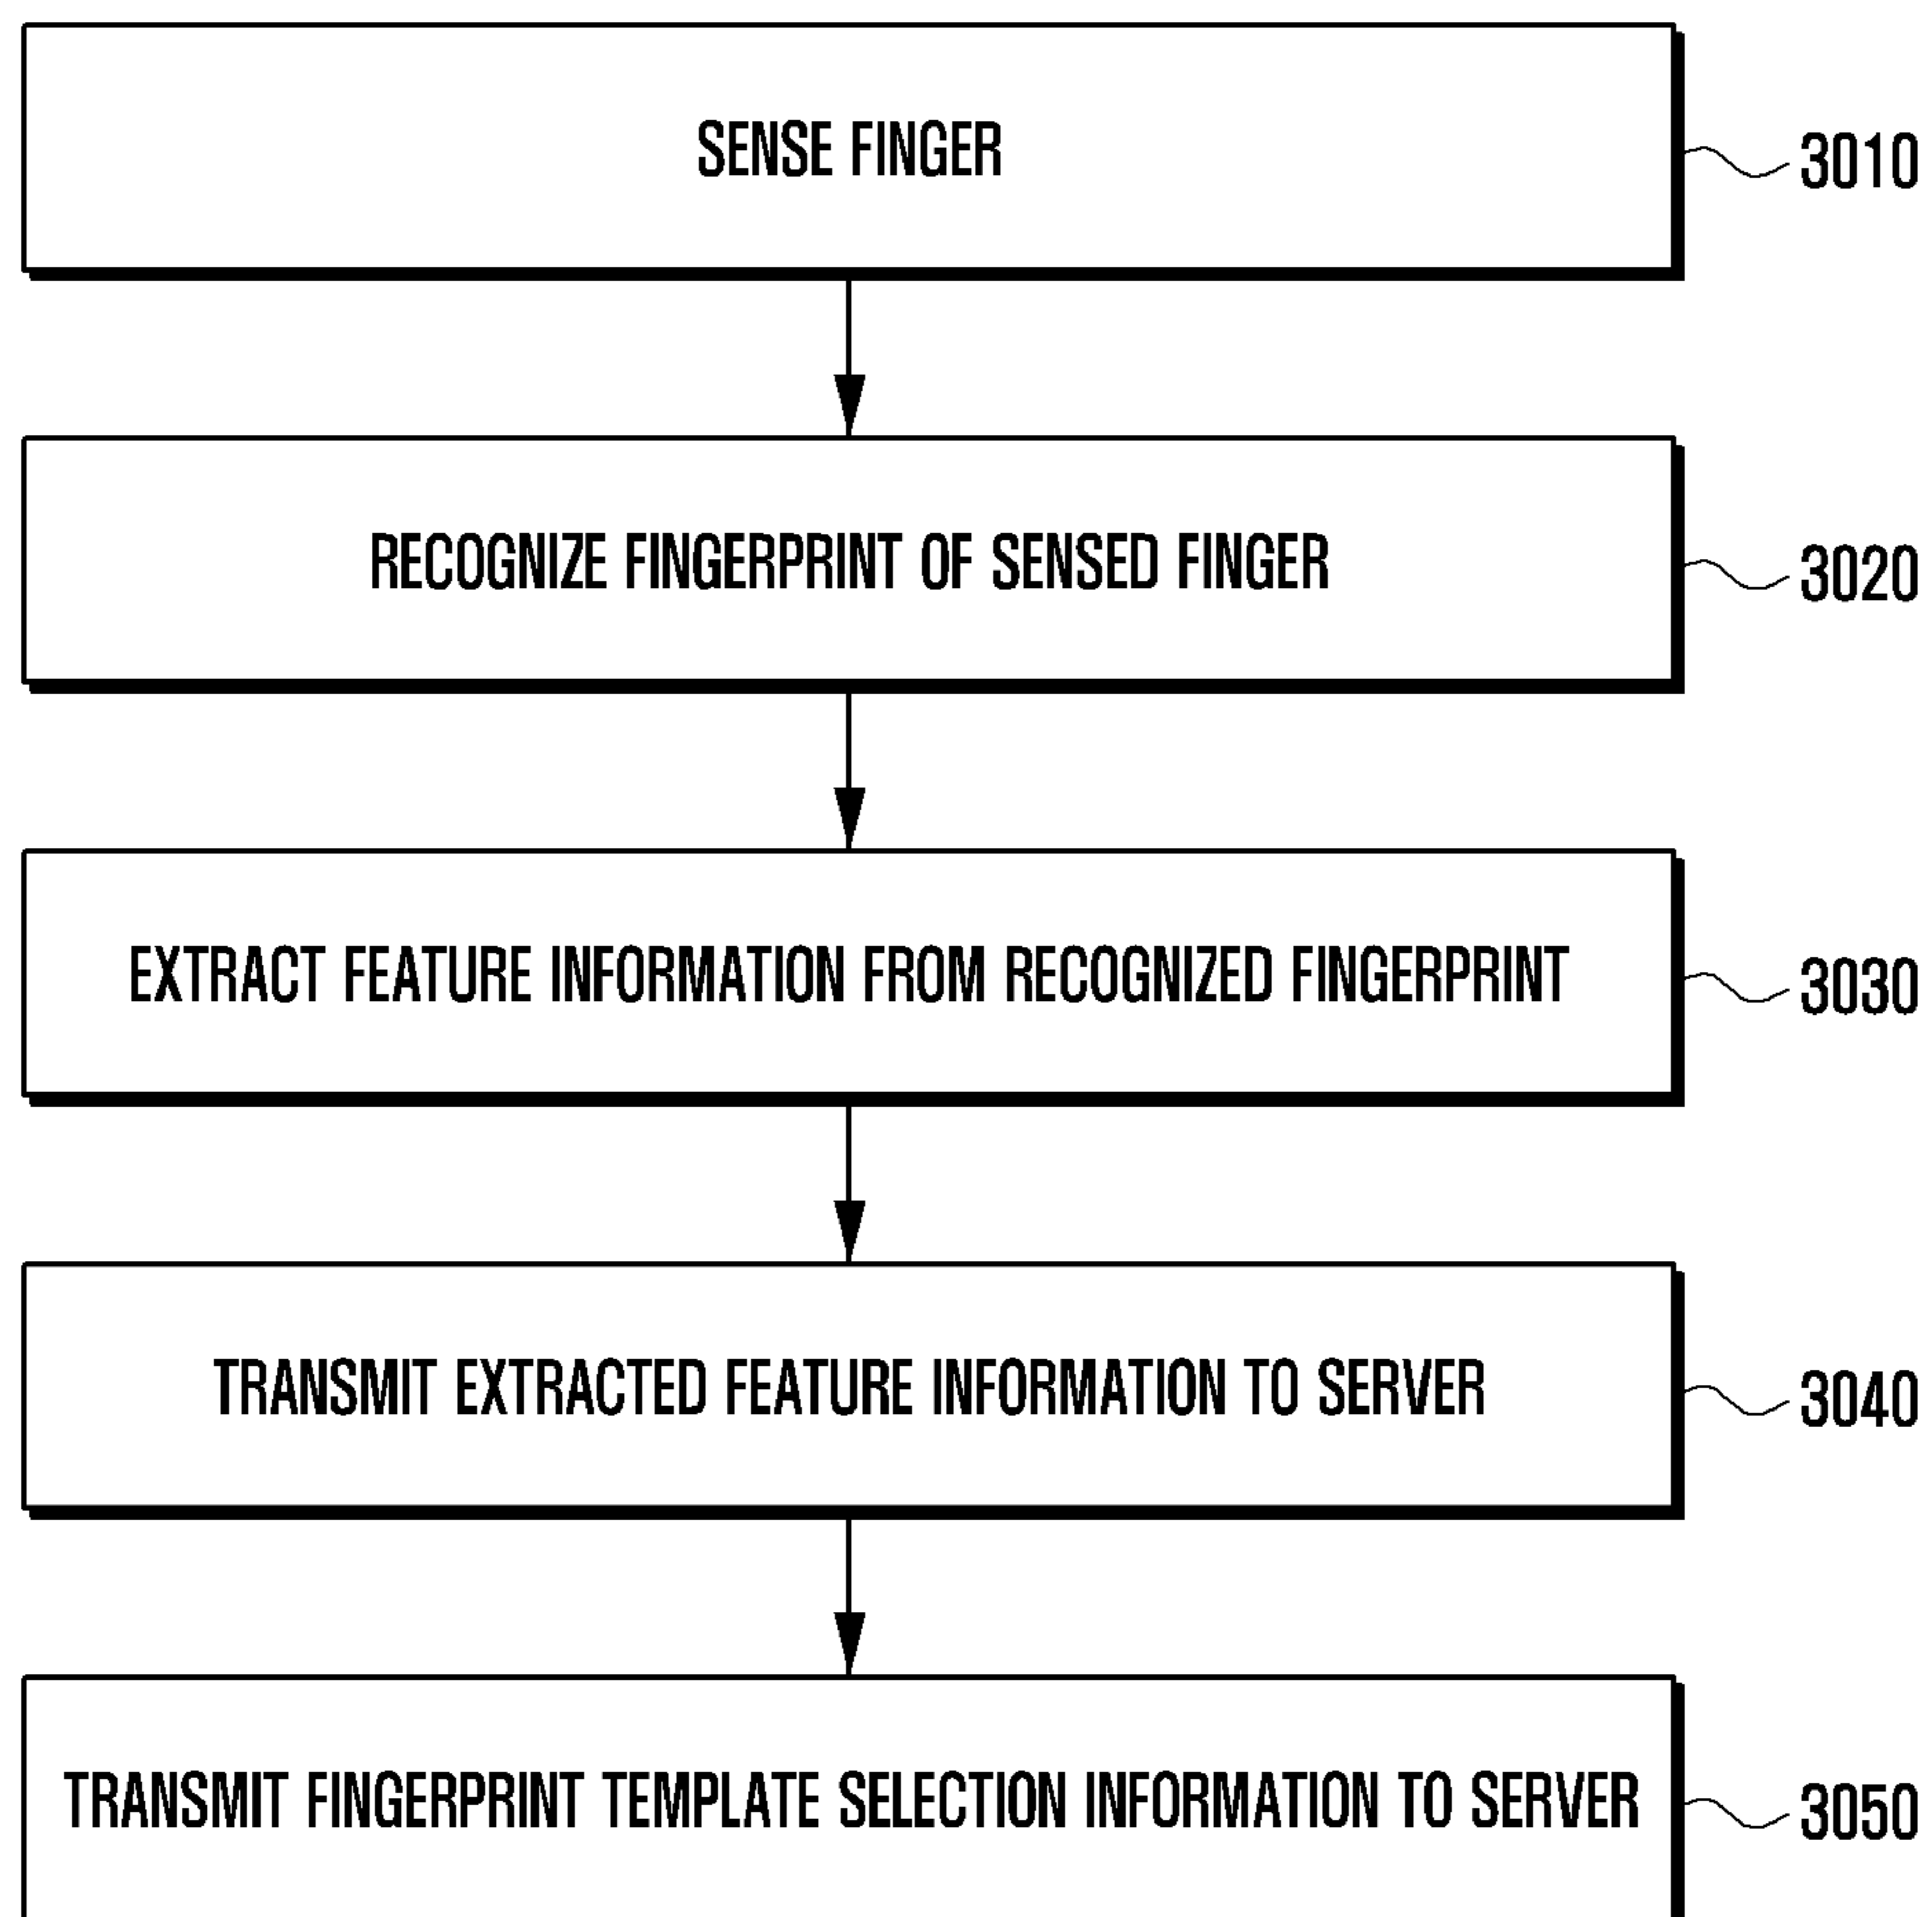 SENSE FINGER
3010
RECOGNIZE FINGERPRINT OF SENSED FINGER
3020
EXTRACT FEATURE INFORMATION FROM RECOGNIZED FINGERPRINT
3030
TRANSMIT EXTRACTED FEATURE INFORMATION TO SERVER
3040
TRANSMIT FINGERPRINT TEMPLATE SELECTION INFORMATION TO SERVER
3050